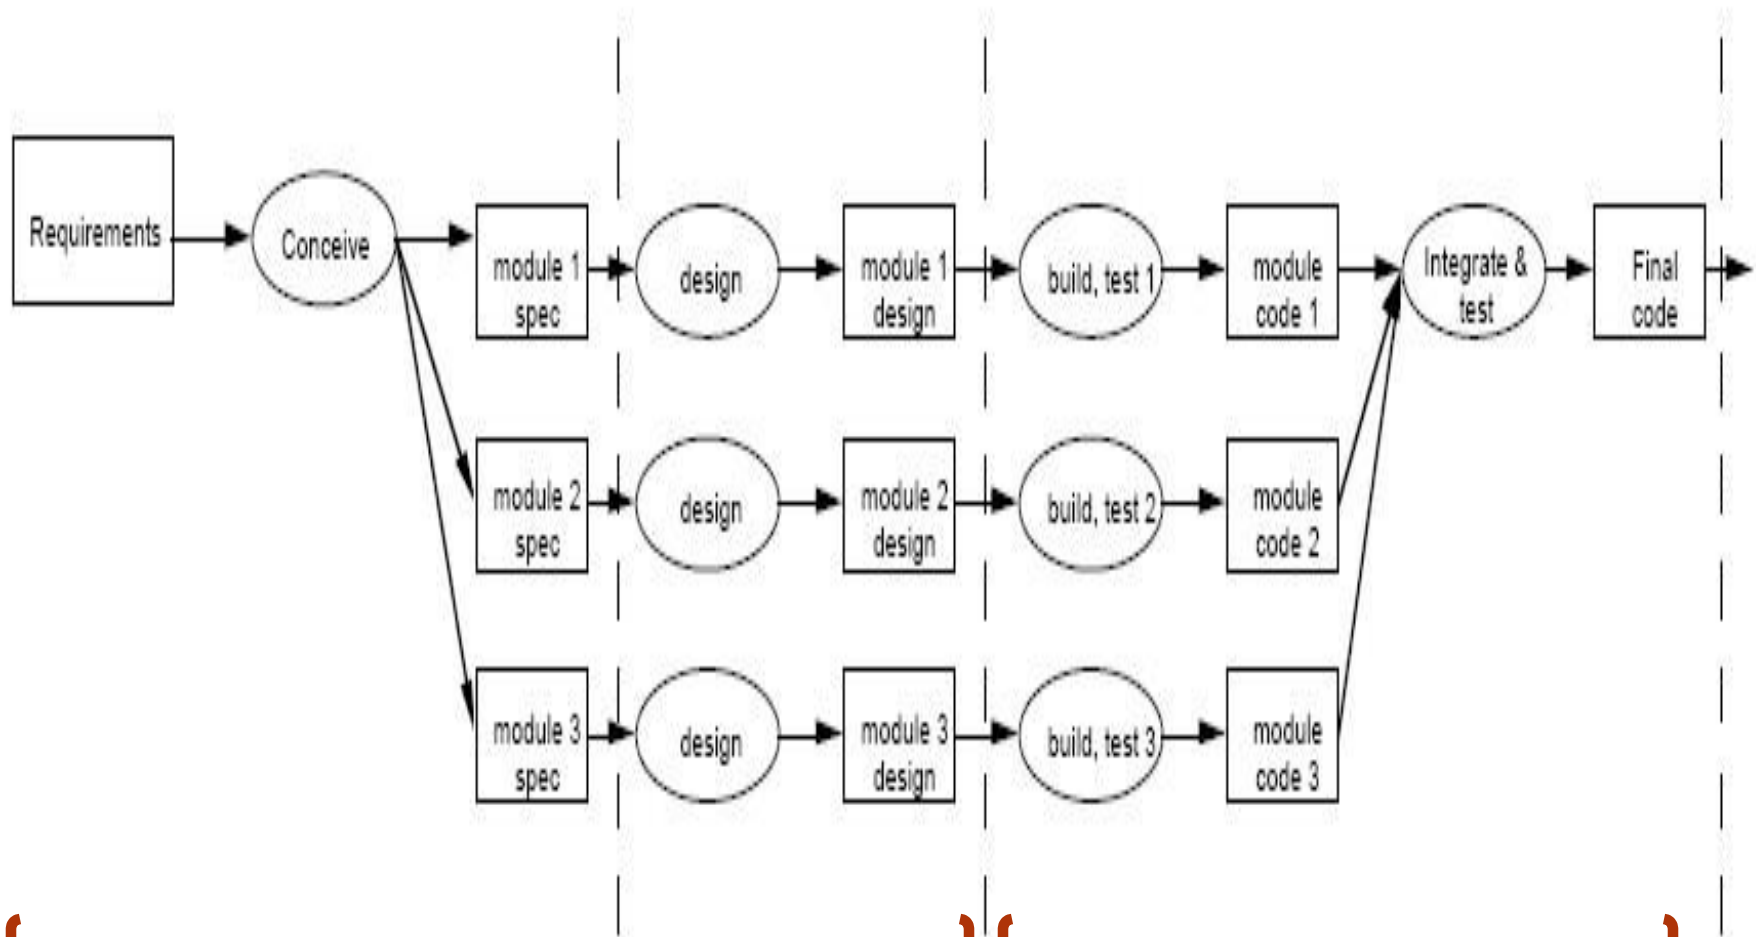 Requirements
Conceive
module 1
spec
design
module 1
design
build, test 1
module
code 1
Integrate &
test
Final
code
module 2
spec
design
module 2
design
build, test 2
module
code 2
module 3
spec
design
module 3
design
build, test 3
module
code 3